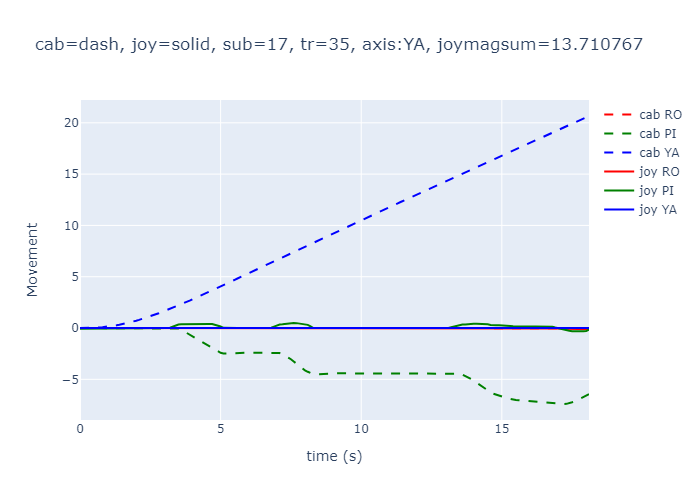 cab=dash, joy=solid, sub=17, tr=35, axis:YA, joymagsum=13.710767
20
15
10
5
0
−5
Movement
0
5
10
15
time (s)
cab RO
cab PI
cab YA
joy RO
joy PI
joy YA